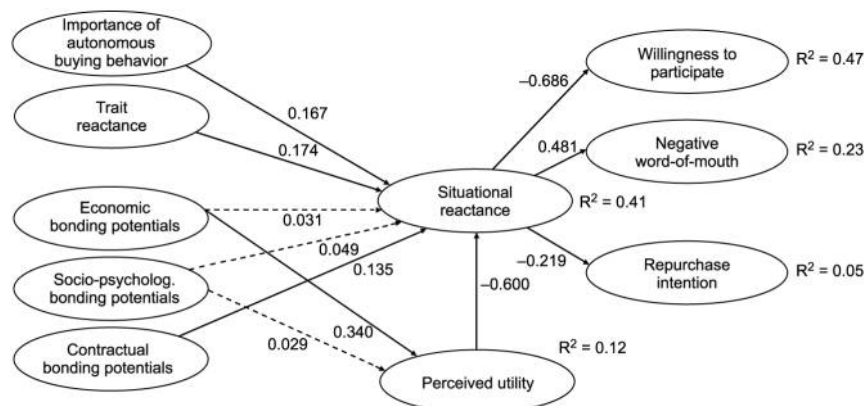 Importance of
autonomous
buying behavior
Trait
reactance
Economic
bonding potentials
Socio-psycholog.
bonding potentials
Contractual
bonding potentials
0.167
0.174
0.031
0.049
0.135
0.340
0.029
Situational
reactance
R² = 0.41
–0.600
Perceived utility
R² = 0.12
–0.686
0.481
–0.219
Willingness to
participate
R² = 0.47
Negative
word-of-mouth
R² = 0.23
Repurchase
intention
R² = 0.05